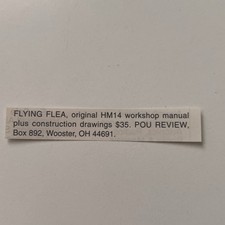 FLYING FLEA, original HM14 workshop manual
plus construction drawings $35. POU REVIEW,
Box 892, Wooster, OH 44691.